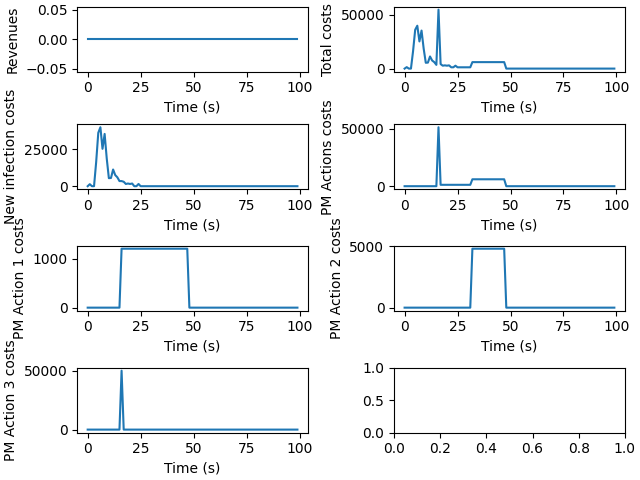 Revenues
0.05
0.00
−0.05
0 25 50 75 100
Time (s)
Total costs
50000
0
0 25 50 75 100
Time (s)
New infection costs
25000
0
0 25 50 75 100
Time (s)
PM Actions costs
50000
0
0 25 50 75 100
Time (s)
PM Action 1 costs
1000
0
0 25 50 75 100
Time (s)
PM Action 2 costs
5000
0
0 25 50 75 100
Time (s)
PM Action 3 costs
50000
0
0 25 50 75 100
Time (s)
1.0
0.5
0.0
0.0 0.2 0.4 0.6 0.8 1.0